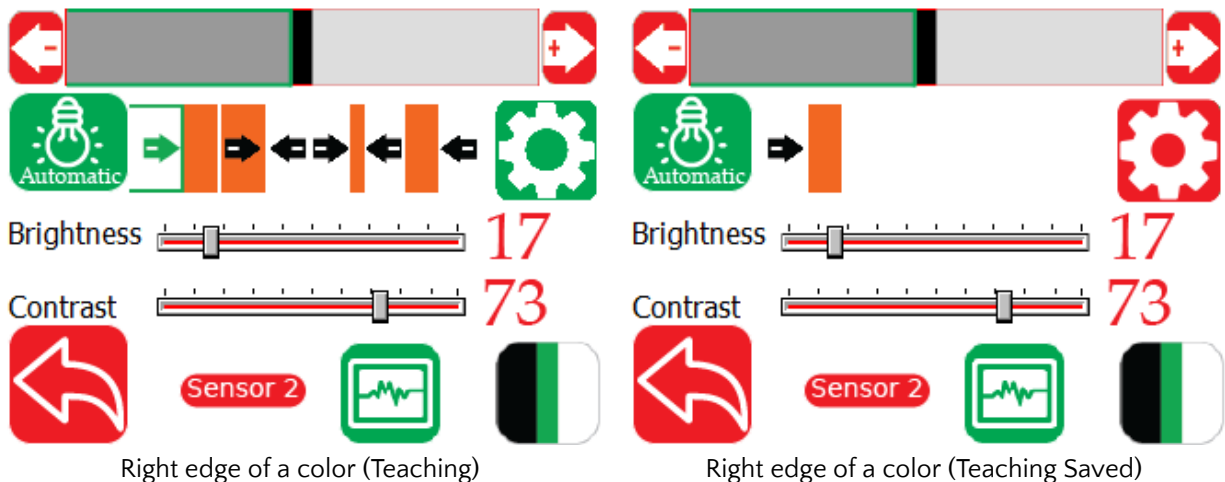 - + - +
Automatic Automatic
Brightness 17 Brightness 17
Contrast 73 Contrast 73
Sensor 2 Sensor 2
Right edge of a color (Teaching) Right edge of a color (Teaching Saved)